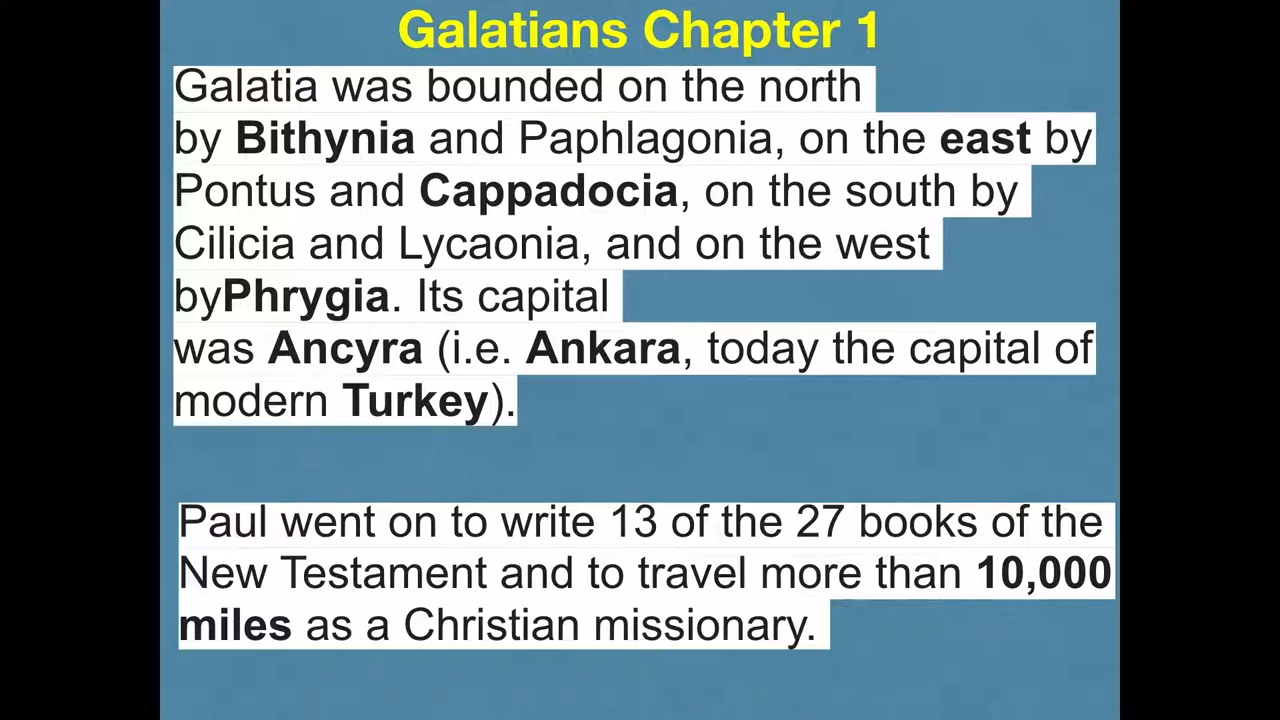 Galatians Chapter 1
Galatia was bounded on the north
by Bithynia and Paphlagonia, on the east by
Pontus and Cappadocia, on the south by
Cilicia and Lycaonia, and on the west
byPhrygia. Its capital
was Ancyra (i.e. Ankara, today the capital of
modern Turkey).
Paul went on to write 13 of the 27 books of the
New Testament and to travel more than 10,000
miles as a Christian missionary.